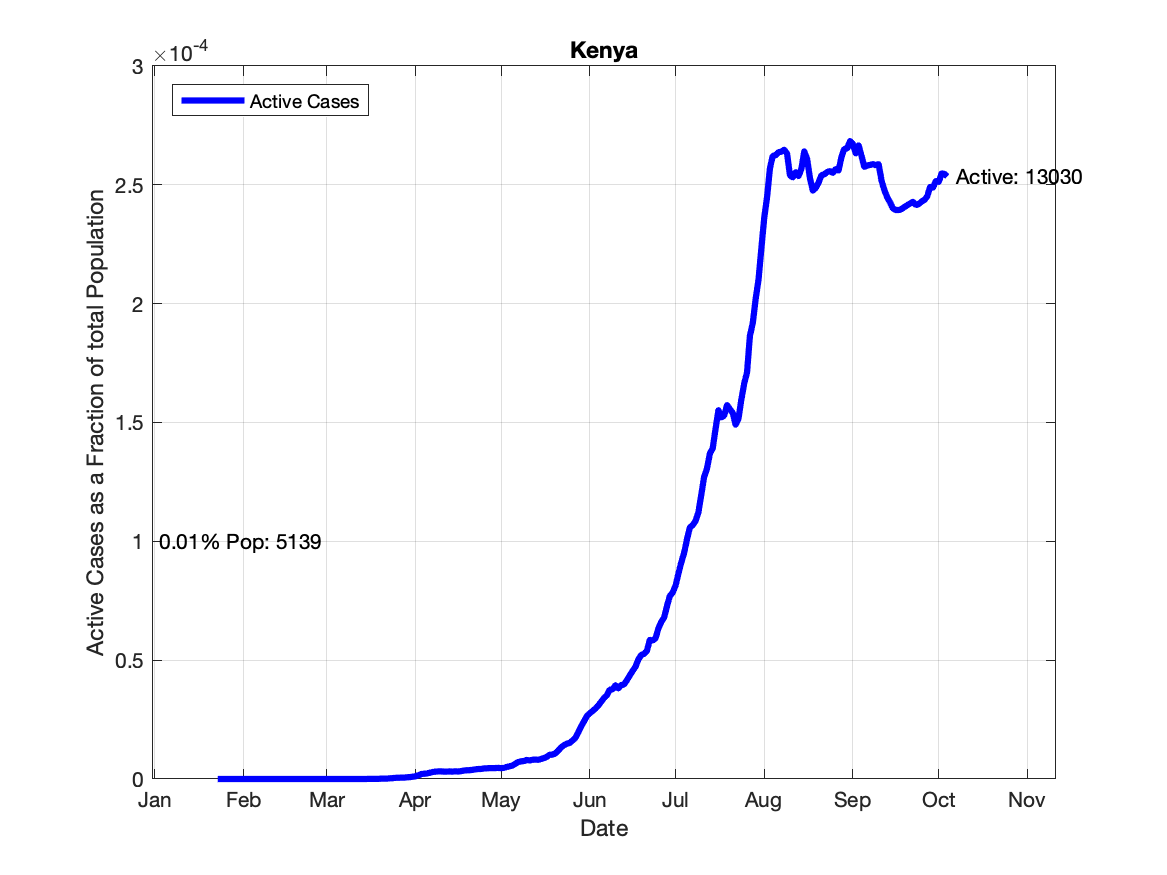 Kenya
×10-4
3
2.5
2
1.5
1
0.5
0
Active Cases
Active: 13030
0.01% Pop: 5139
Active Cases as a Fraction of total Population
Jan Feb Mar Apr May Jun Jul Aug Sep Oct Nov
Date